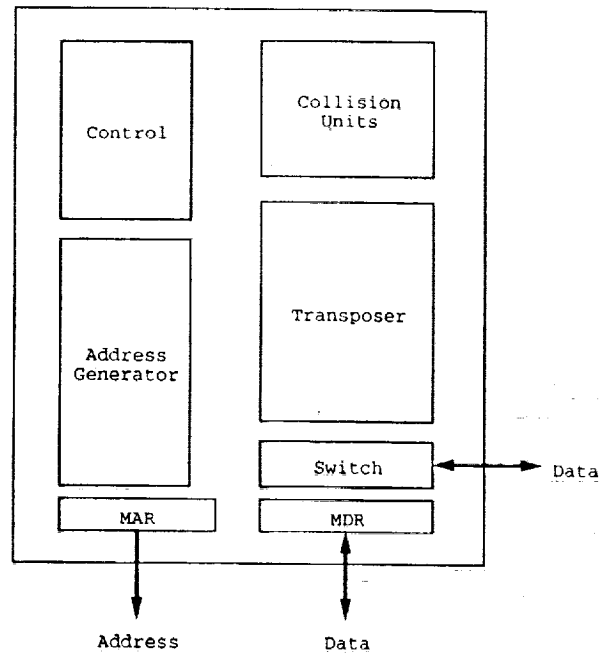 Control
Collision
Units
Address
Generator
Transposer
Switch
Data
MAR
MDR
Address
Data